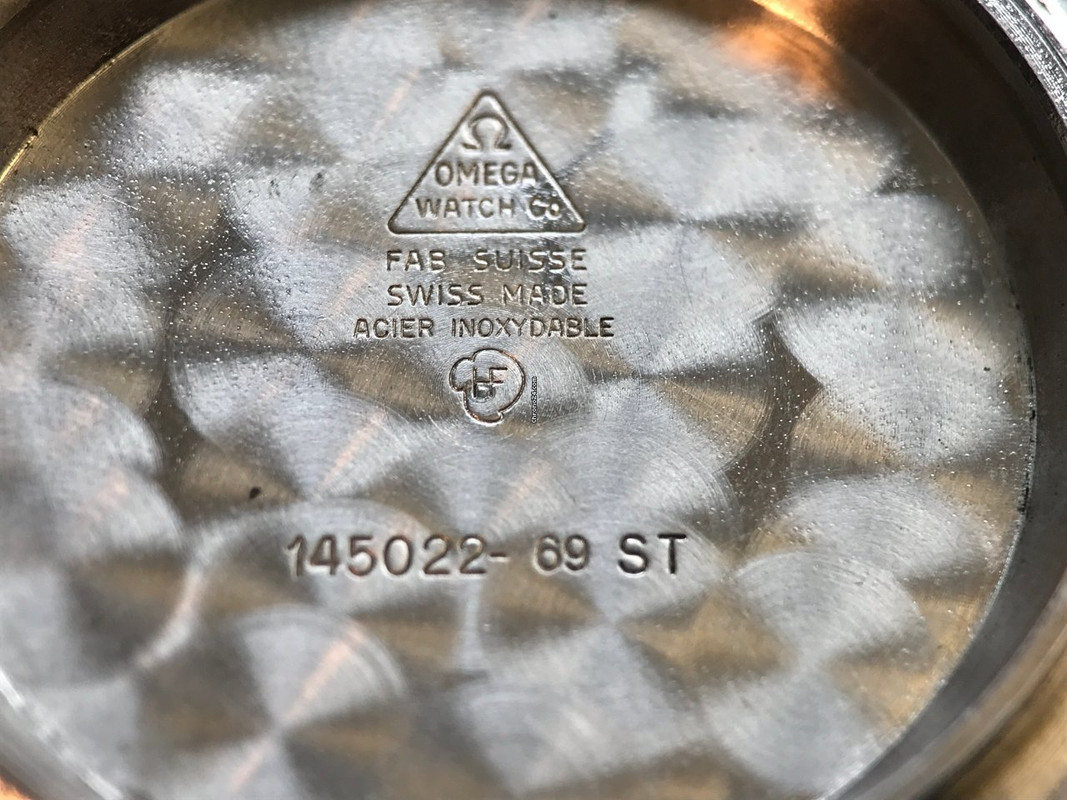 Ω
OMEGA
WATCH Co
FAB SUISSE
SWISS MADE
ACIER INOXYDABLE
HF
145022- 69 ST